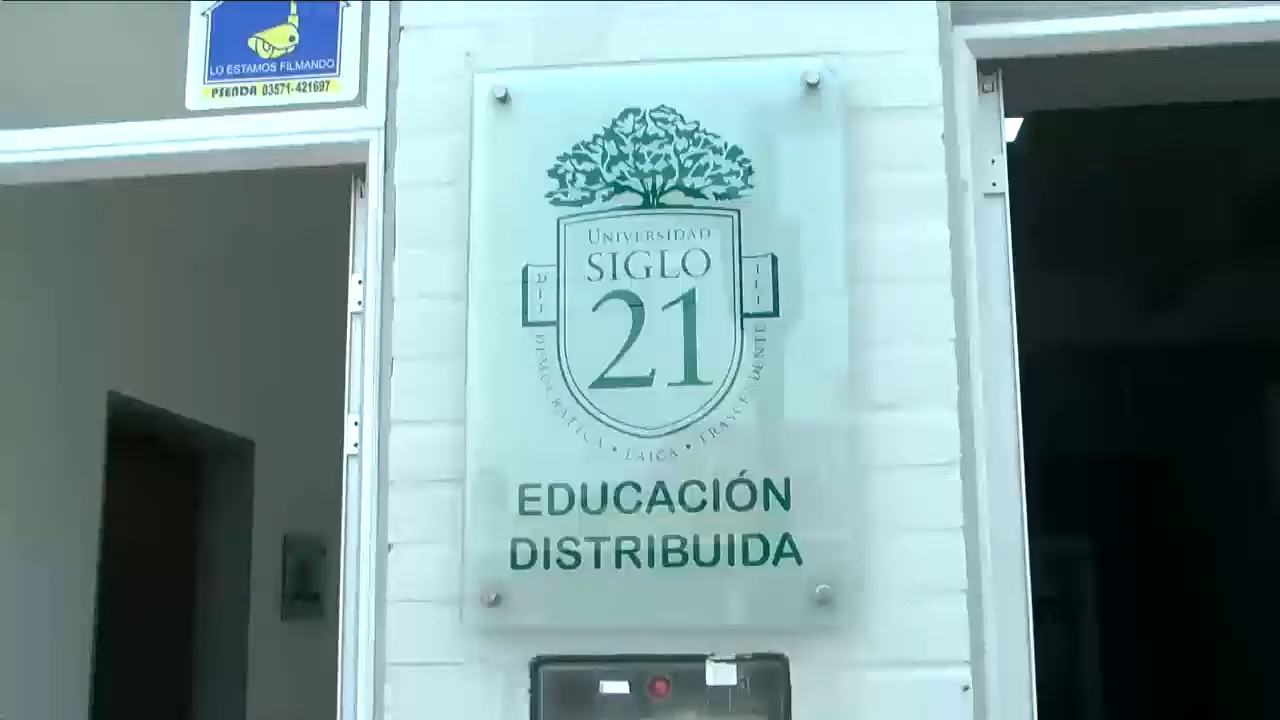 LO ESTAMOS FILMANDO
PSENDA 03571-421697
UNIVERSIDAD
SIGLO
21
DEMOCRÁTICA • LAICA • TRASCENDENTE
EDUCACIÓN
DISTRIBUIDA